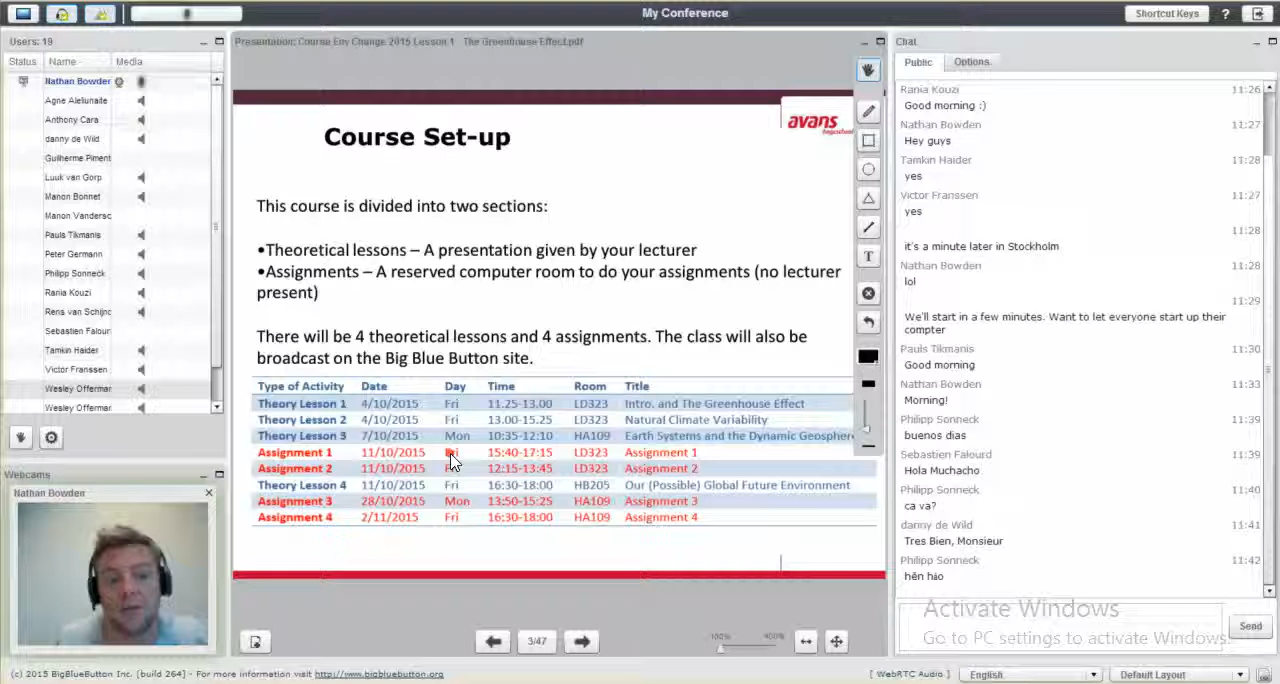 My Conference
Shortcut Keys
?
Users: 19
Status Name Media
Nathan Bowden
Agne Aleliunaite
Anthony Cara
danny de Wild
Guilherme Piment
Luuk van Gorp
Manon Bonnet
Manon Vandersc
Pauls Tikmanis
Peter Germann
Philipp Sonneck
Rania Kouzi
Rens van Schijnd
Sebastien Falour
Tamkin Haider
Victor Franssen
Wesley Offermar
Wesley Offermar
Webcams
Nathan Bowden
Presentation: Course Env Change 2015 Lesson 1 The Greenhouse Effect.pdf
avans
hogeschool
Course Set-up
This course is divided into two sections:
•Theoretical lessons – A presentation given by your lecturer
•Assignments – A reserved computer room to do your assignments (no lecturer
present)
There will be 4 theoretical lessons and 4 assignments. The class will also be
broadcast on the Big Blue Button site.
Type of Activity Date Day Time Room Title
Theory Lesson 1 4/10/2015 Fri 11.25-13.00 LD323 Intro. and The Greenhouse Effect
Theory Lesson 2 4/10/2015 Fri 13.00-15.25 LD323 Natural Climate Variability
Theory Lesson 3 7/10/2015 Mon 10:35-12:10 HA109 Earth Systems and the Dynamic Geosphere
Assignment 1 11/10/2015 Fri 15:40-17:15 LD323 Assignment 1
Assignment 2 11/10/2015 12:15-13:45 LD323 Assignment 2
Theory Lesson 4 11/10/2015 Fri 16:30-18:00 HB205 Our (Possible) Global Future Environment
Assignment 3 28/10/2015 Mon 13:50-15:25 HA109 Assignment 3
Assignment 4 2/11/2015 Fri 16:30-18:00 HA109 Assignment 4
T
3/47
100% 400%
Chat
Public Options.
Rania Kouzi 11:26
Good morning :)
Nathan Bowden 11:27
Hey guys
Tamkin Haider 11:28
yes
Victor Franssen 11:27
yes
11:28
it's a minute later in Stockholm
Nathan Bowden 11:28
lol
11:29
We'll start in a few minutes. Want to let everyone start up their
compter
Pauls Tikmanis 11:30
Good morning
Nathan Bowden 11:33
Morning!
Philipp Sonneck 11:39
buenos dias
Sebastien Falourd 11:39
Hola Muchacho
Philipp Sonneck 11:40
ca va?
danny de Wild 11:41
Tres Bien, Monsieur
Philipp Sonneck 11:42
hěn hǎo
Activate Windows
Go to PC settings to activate Windows.
Send
(c) 2015 BigBlueButton Inc. [build 264] - For more information visit http://www.bigbluebutton.org
[ WebRTC Audio ] English Default Layout